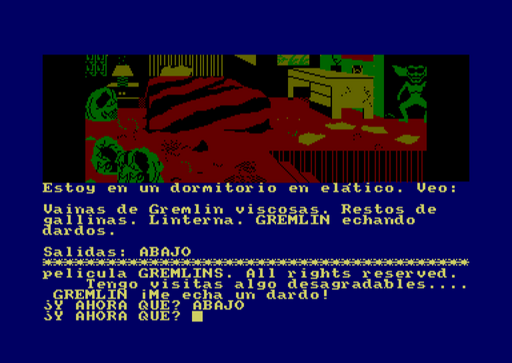 Estoy en un dormitorio en elático. Veo:
Vainas de Gremlin viscosas. Restos de
gallinas. Linterna. GREMLIN echando
dardos.
Salidas: ABAJO
****************************************
pelicula GREMLINS. All rights reserved.
Tengo visitas algo desagradables....
GREMLIN ¡Me echa un dardo!
¿Y AHORA QUE? ABAJO
¿Y AHORA QUE?